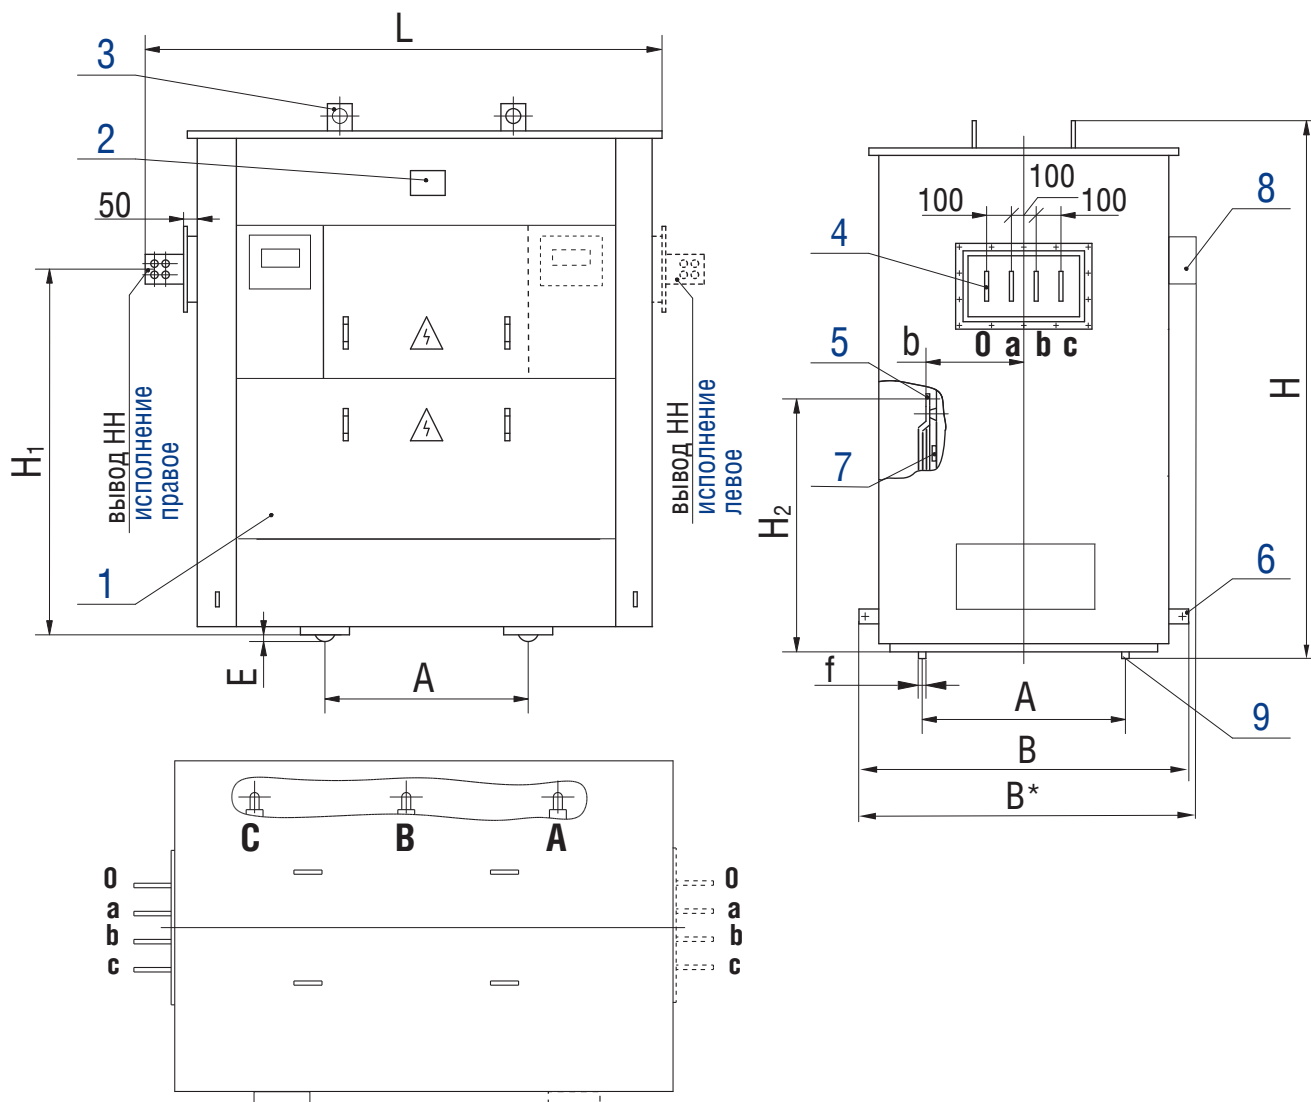 L
3
2
50
H₁
вывод НН
исполнение
правое
вывод НН
исполнение
левое
1
E
A
100
100
100
8
4
0 a b c
5
b
H
7
H₂
6
f
A
9
B
B*
C B A
0
a
b
c
0
a
b
c